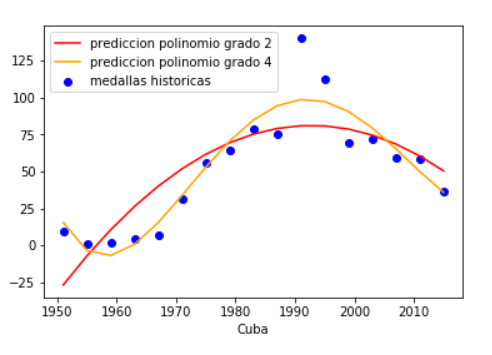 prediccion polinomio grado 2
prediccion polinomio grado 4
medallas historicas
125
100
75
50
25
0
−25
1950 1960 1970 1980 1990 2000 2010
Cuba